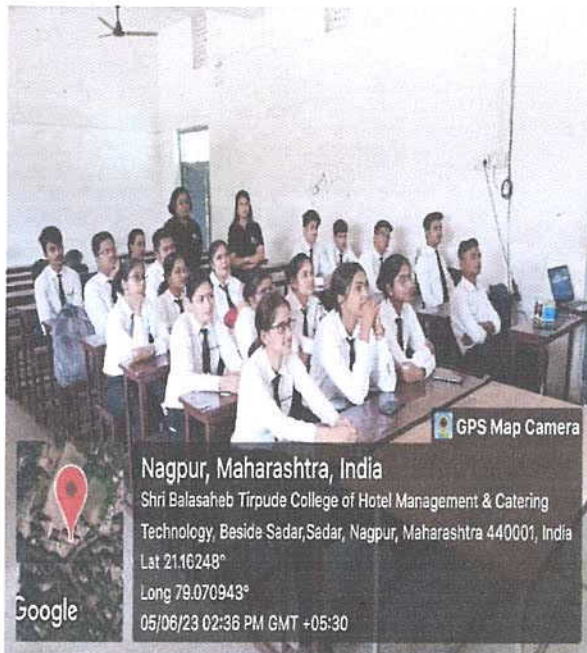 GPS Map Camera
Nagpur, Maharashtra, India
Shri Balasaheb Tirpude College of Hotel Management & Catering
Technology, Beside Sadar,Sadar, Nagpur, Maharashtra 440001, India
Lat 21.16248°
Long 79.070943°
05/06/23 02:36 PM GMT +05:30
Google